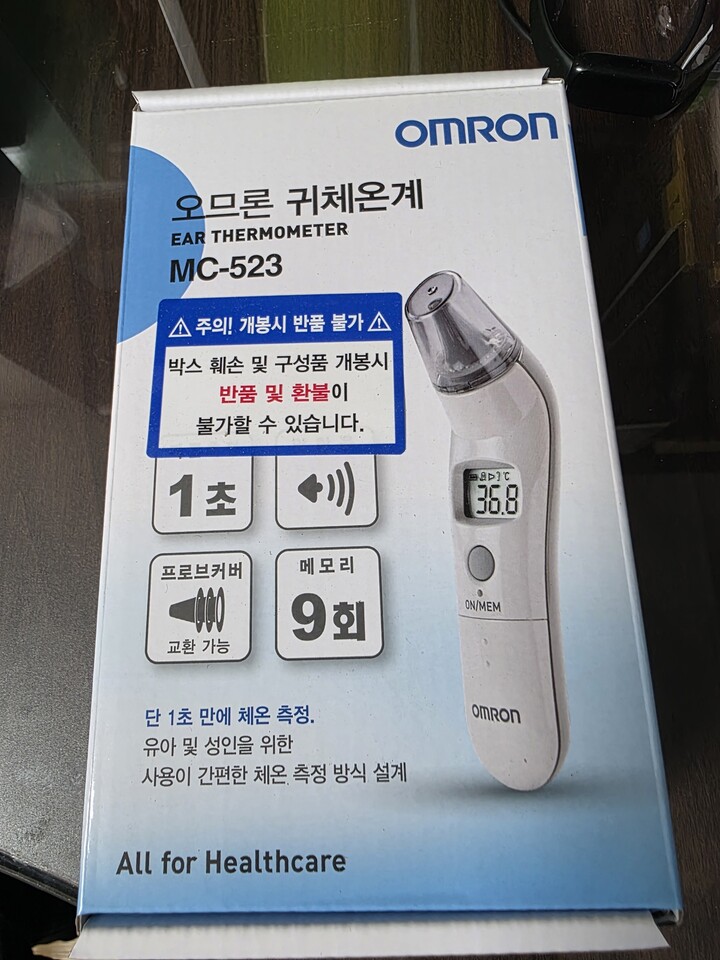 OMRON
오므론 귀체온계
EAR THERMOMETER
MC-523
주의! 개봉시 반품 불가
박스 훼손 및 구성품 개봉시
반품 및 환불이
불가할 수 있습니다.
1초
프로브커버
교환 가능
메모리
9회
℃
36.8
ON/MEM
OMRON
단 1초 만에 체온 측정.
유아 및 성인을 위한
사용이 간편한 체온 측정 방식 설계
All for Healthcare